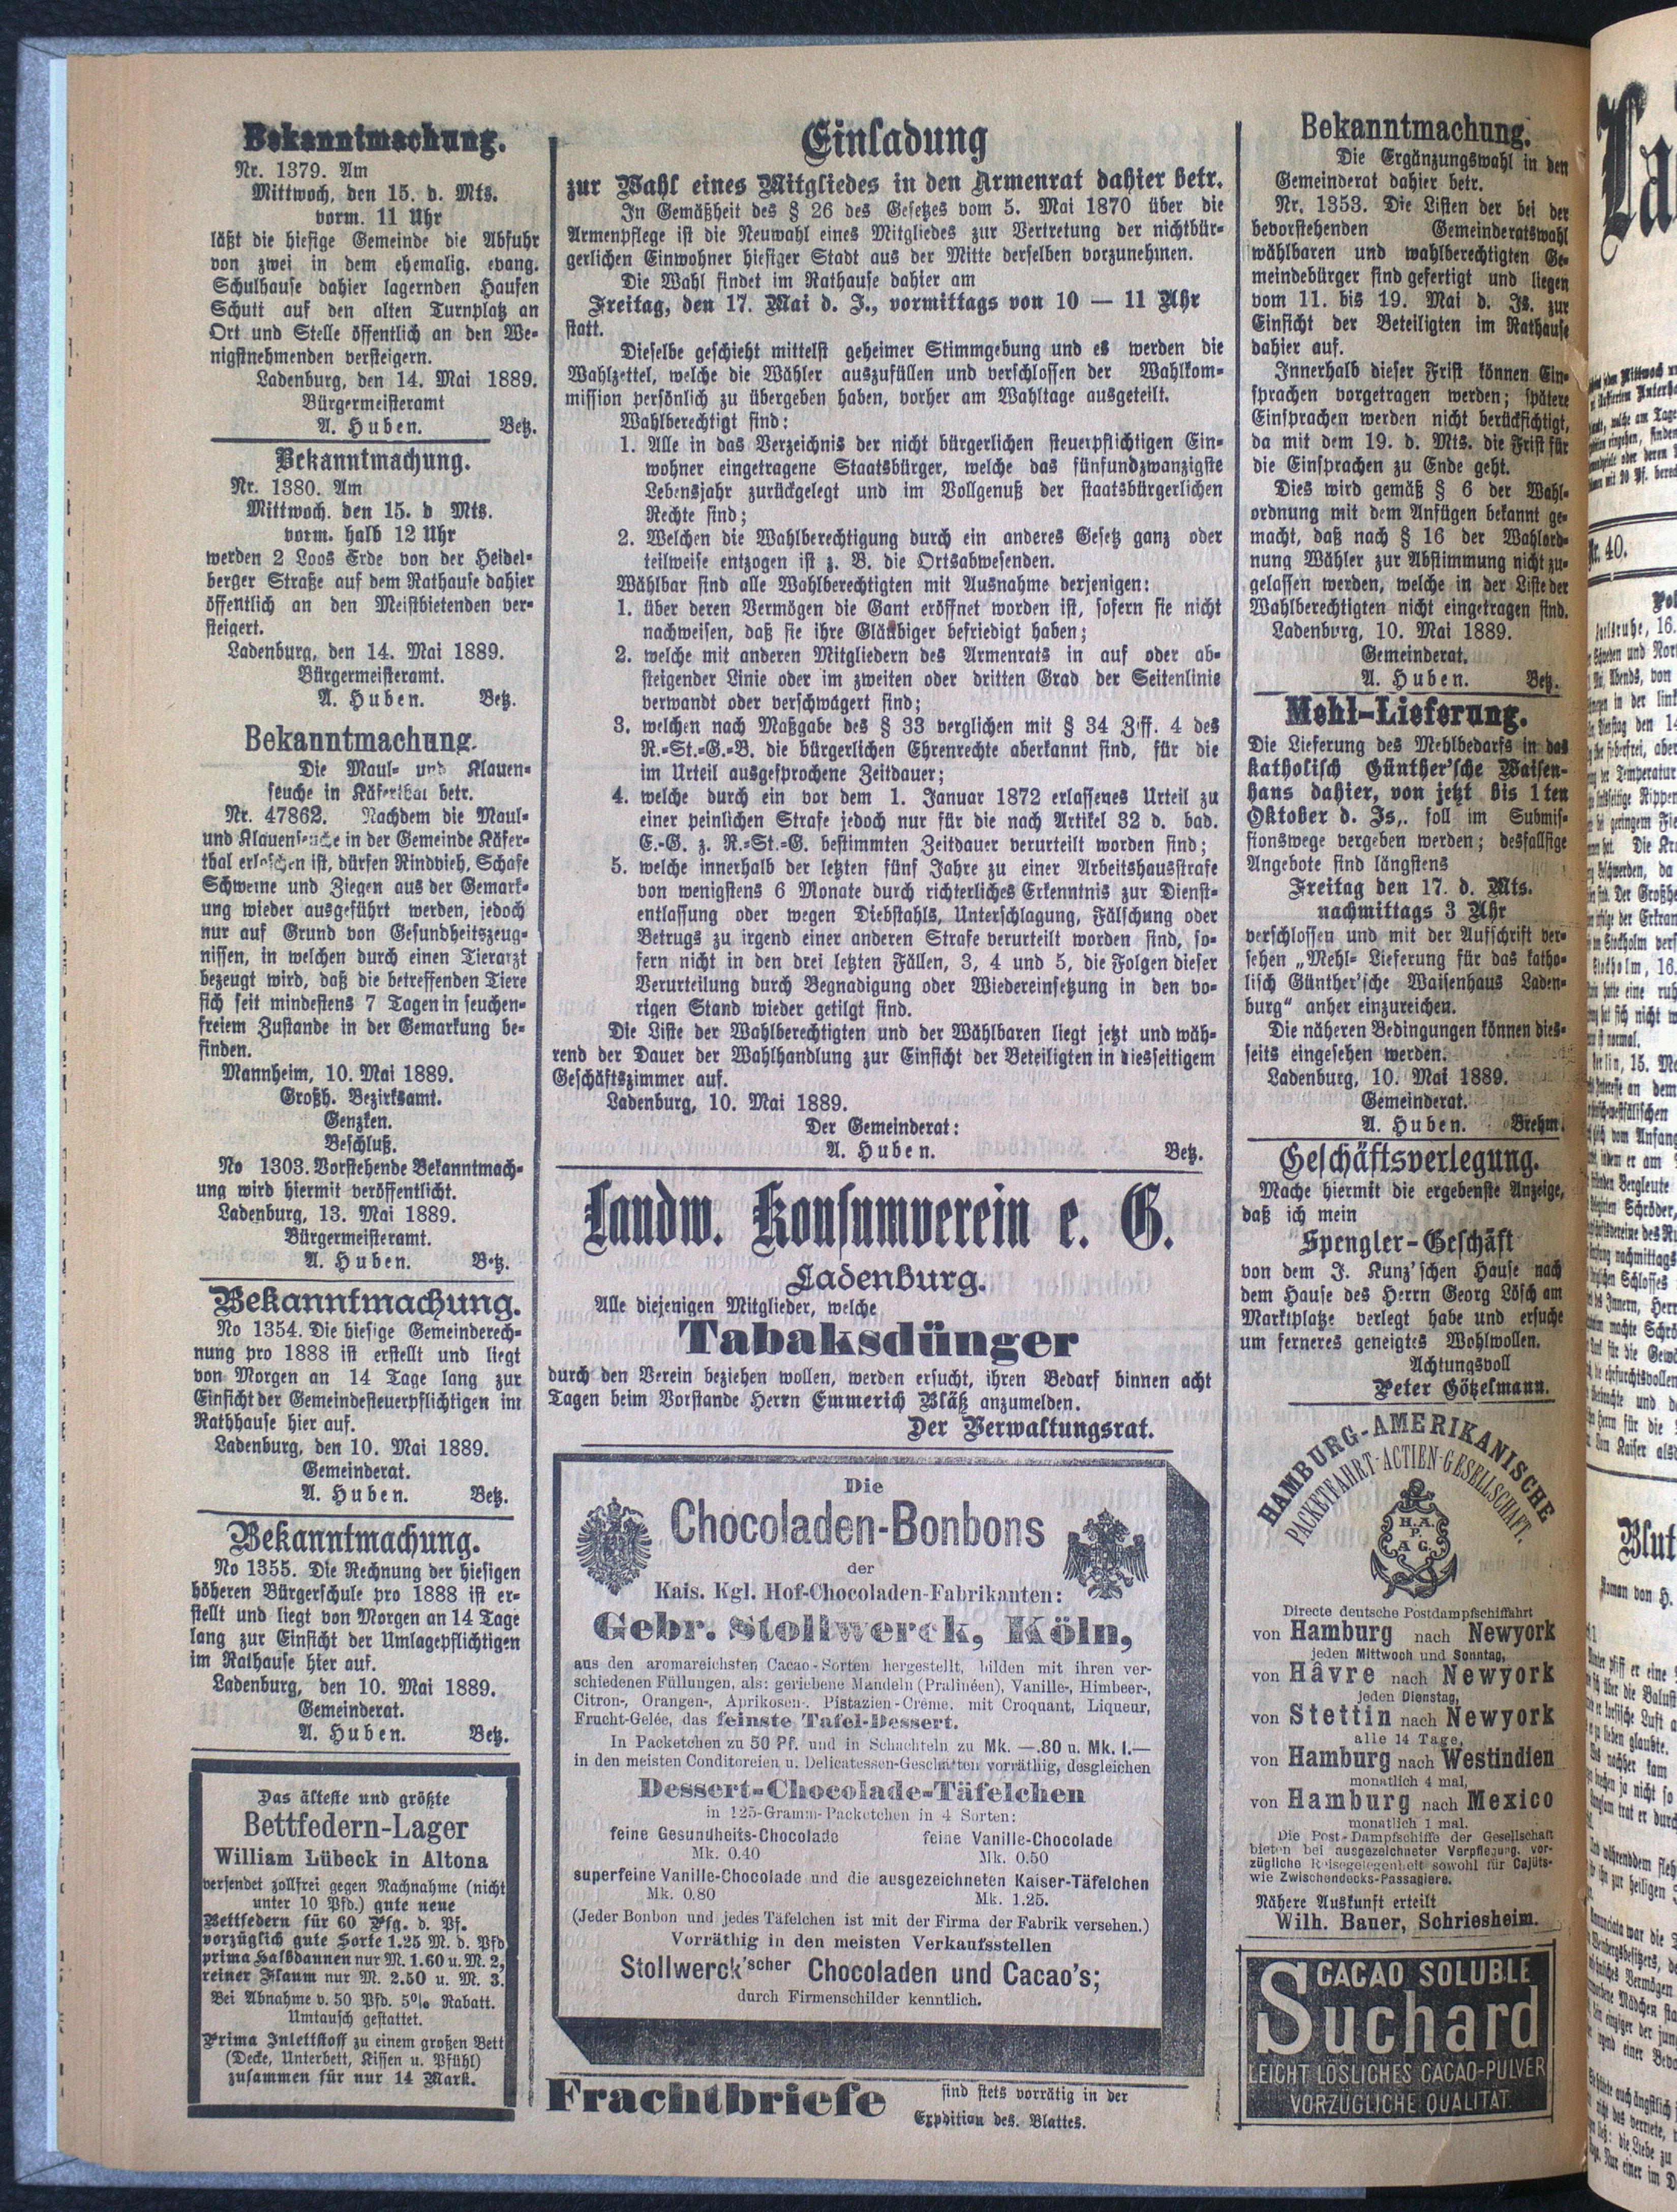 Bekanntmachung.
Nr. 1379. Am
Mittwoch, den 15. d. Mts.
vorm. 11 Uhr
läßt die hiesige Gemeinde die Abfuhr
von zwei in dem ehemalig. evang.
Schulhause dahier lagernden Haufen
Schutt auf den alten Turnplatz an
Ort und Stelle öffentlich an den We-
nigstnehmenden versteigern.
Ladenburg, den 14. Mai 1889.
Bürgermeisteramt
A. Huben. Betz.
Bekanntmachung.
Nr. 1380. Am
Mittwoch. den 15. d Mts.
vorm. halb 12 Uhr
werden 2 Loos Erde von der Heidel-
berger Straße auf dem Rathause dahier
öffentlich an den Meistbietenden ver-
steigert.
Ladenburg, den 14. Mai 1889.
Bürgermeisteramt.
A. Huben. Betz.
Bekanntmachung.
Die Maul- und Klauen-
seuche in Käferthal betr.
Nr. 47862. Nachdem die Maul-
und Klauenseuche in der Gemeinde Käfer-
thal erloschen ist, dürfen Rindvieh, Schafe
Schweine und Ziegen aus der Gemark-
ung wieder ausgeführt werden, jedoch
nur auf Grund von Gesundheitszeug-
nissen, in welchen durch einen Tierarzt
bezeugt wird, daß die betreffenden Tiere
sich seit mindestens 7 Tagen in seuchen-
freiem Zustande in der Gemarkung be-
finden.
Mannheim, 10. Mai 1889.
Großh. Bezirksamt.
Genzken.
Beschluß.
No 1303. Vorstehende Bekanntmach-
ung wird hiermit veröffentlicht.
Ladenburg, 13. Mai 1889.
Bürgermeisteramt.
A. Huben. Betz.
Bekanntmachung.
No 1354. Die hiesige Gemeinderech-
nung pro 1888 ist erstellt und liegt
von Morgen an 14 Tage lang zur
Einsicht der Gemeindesteuerpflichtigen im
Rathhause hier auf.
Ladenburg, den 10. Mai 1889.
Gemeinderat.
A. Huben. Betz.
Bekanntmachung.
No 1355. Die Rechnung der hiesigen
höheren Bürgerschule pro 1888 ist er-
stellt und liegt von Morgen an 14 Tage
lang zur Einsicht der Umlagepflichtigen
im Rathause hier auf.
Ladenburg, den 10. Mai 1889.
Gemeinderat.
A. Huben. Betz.
Das älteste und größte
Bettfedern-Lager
William Lübeck in Altona
versendet zollfrei gegen Nachnahme (nicht
unter 10 Pfd.) gute neue
Bettfedern für 60 Pfg. d. Pf.
vorzüglich gute Sorte 1.25 M. d. Pfd
prima Halbdaunen nur M. 1.60 u. M. 2,
reiner Flaum nur M. 2.50 u. M. 3.
Bei Abnahme v. 50 Pfd. 5% Rabatt.
Umtausch gestattet.
Prima Inlettstoff zu einem großen Bett
(Decke, Unterbett, Kissen u. Pfühl)
zusammen für nur 14 Mark.
Einladung
zur Wahl eines Mitgliedes in den Armenrat dahier betr.
In Gemäßheit des § 26 des Gesetzes vom 5. Mai 1870 über die
Armenpflege ist die Neuwahl eines Mitgliedes zur Vertretung der nichtbür-
gerlichen Einwohner hiesiger Stadt aus der Mitte derselben vorzunehmen.
Die Wahl findet im Rathause dahier am
Freitag, den 17. Mai d. J., vormittags von 10 — 11 Uhr
statt.
Dieselbe geschieht mittelst geheimer Stimmgebung und es werden die
Wahlzettel, welche die Wähler auszufüllen und verschlossen der Wahlkom-
mission persönlich zu übergeben haben, vorher am Wahltage ausgeteilt.
Wahlberechtigt sind:
1. Alle in das Verzeichnis der nicht bürgerlichen steuerpflichtigen Ein-
wohner eingetragene Staatsbürger, welche das fünfundzwanzigste
Lebensjahr zurückgelegt und im Vollgenuß der staatsbürgerlichen
Rechte sind;
2. Welchen die Wahlberechtigung durch ein anderes Gesetz ganz oder
teilweise entzogen ist z. B. die Ortsabwesenden.
Wählbar sind alle Wahlberechtigten mit Ausnahme derjenigen:
1. über deren Vermögen die Gant eröffnet worden ist, sofern sie nicht
nachweisen, daß sie ihre Gläubiger befriedigt haben;
2. welche mit anderen Mitgliedern des Armenrats in auf oder ab-
steigender Linie oder im zweiten oder dritten Grad der Seitenlinie
verwandt oder verschwägert sind;
3. welchen nach Maßgabe des § 33 verglichen mit § 34 Ziff. 4 des
R.-St.-G.-B. die bürgerlichen Ehrenrechte aberkannt sind, für die
im Urteil ausgesprochene Zeitdauer;
4. welche durch ein vor dem 1. Januar 1872 erlassenes Urteil zu
einer peinlichen Strafe jedoch nur für die nach Artikel 32 d. bad.
E.-G. z. R.-St.-G. bestimmten Zeitdauer verurteilt worden sind;
5. welche innerhalb der letzten fünf Jahre zu einer Arbeitshausstrafe
von wenigstens 6 Monate durch richterliches Erkenntnis zur Dienst-
entlassung oder wegen Diebstahls, Unterschlagung, Fälschung oder
Betrugs zu irgend einer anderen Strafe verurteilt worden sind, so-
fern nicht in den drei letzten Fällen, 3, 4 und 5, die Folgen dieser
Verurteilung durch Begnadigung oder Wiedereinsetzung in den vo-
rigen Stand wieder getilgt sind.
Die Liste der Wahlberechtigten und der Wählbaren liegt jetzt und wäh-
rend der Dauer der Wahlhandlung zur Einsicht der Beteiligten in diesseitigem
Geschäftszimmer auf.
Ladenburg, 10. Mai 1889.
Der Gemeinderat:
A. Huben. Betz.
Landw. Konsumverein e. G.
Ladenburg.
Alle diejenigen Mitglieder, welche
Tabaksdünger
durch den Verein beziehen wollen, werden ersucht, ihren Bedarf binnen acht
Tagen beim Vorstande Herrn Emmerich Bläß anzumelden.
Der Verwaltungsrat.
Die
Chocoladen-Bonbons
der
Kais. Kgl. Hof-Chocoladen-Fabrikanten:
Gebr. Stollwerck, Köln,
aus den aromareichsten Cacao-Sorten hergestellt, bilden mit ihren ver-
schiedenen Füllungen, als: geriebene Mandeln (Pralinéen), Vanille-, Himbeer-,
Citron-, Orangen-, Aprikosen-, Pistazien-Crême, mit Croquant, Liqueur,
Frucht-Gelée, das feinste Tafel-Dessert.
In Packetchen zu 50 Pf. und in Schachteln zu Mk. —.80 u. Mk. 1.—
in den meisten Conditoreien u. Delicatessen-Geschäften vorräthig, desgleichen
Dessert-Chocolade-Täfelchen
in 125-Gramm-Packetchen in 4 Sorten:
feine Gesundheits-Chocolade feine Vanille-Chocolade
Mk. 0.40 Mk. 0.50
superfeine Vanille-Chocolade und die ausgezeichneten Kaiser-Täfelchen
Mk. 0.80 Mk. 1.25.
(Jeder Bonbon und jedes Täfelchen ist mit der Firma der Fabrik versehen.)
Vorräthig in den meisten Verkaufsstellen
Stollwerck'scher Chocoladen und Cacao's;
durch Firmenschilder kenntlich.
Frachtbriefe sind stets vorrätig in der
Expdition des. Blattes.
Bekanntmachung.
Die Ergänzungswahl in den
Gemeinderat dahier betr.
Nr. 1353. Die Listen der bei der
bevorstehenden Gemeinderatswahl
wählbaren und wahlberechtigten Ge-
meindebürger sind gefertigt und liegen
vom 11. bis 19. Mai d. Js. zur
Einsicht der Beteiligten im Rathause
dahier auf.
Innerhalb dieser Frist können Ein-
sprachen vorgetragen werden; spätere
Einsprachen werden nicht berücksichtigt,
da mit dem 19. d. Mts. die Frist für
die Einsprachen zu Ende geht.
Dies wird gemäß § 6 der Wahl-
ordnung mit dem Anfügen bekannt ge-
macht, daß nach § 16 der Wahlord-
nung Wähler zur Abstimmung nicht zu-
gelassen werden, welche in der Liste der
Wahlberechtigten nicht eingetragen sind.
Ladenburg, 10. Mai 1889.
Gemeinderat.
A. Huben. Betz.
Mehl-Lieferung.
Die Lieferung des Mehlbedarfs in das
katholisch Günther'sche Waisen-
haus dahier, von jetzt bis 1ten
Oktober d. Js,. soll im Submis-
sionswege vergeben werden; desfallsige
Angebote sind längstens
Freitag den 17. d. Mts.
nachmittags 3 Uhr
verschlossen und mit der Aufschrift ver-
sehen „Mehl- Lieferung für das katho-
lisch Günther'sche Waisenhaus Laden-
burg“ anher einzureichen.
Die näheren Bedingungen können dies-
seits eingesehen werden.
Ladenburg, 10. Mai 1889.
Gemeinderat.
A. Huben. Brehm.
Geschäftsverlegung.
Mache hiermit die ergebenste Anzeige,
daß ich mein
Spengler-Geschäft
von dem J. Kunz'schen Hause nach
dem Hause des Herrn Georg Lösch am
Marktplatze verlegt habe und ersuche
um ferneres geneigtes Wohlwollen.
Achtungsvoll
Peter Götzelmann.
HAMBURG-AMERIKANISCHE
PACKETFAHRT-ACTIEN-GESELLSCHAFT.
H.A.
P.
A G.
Directe deutsche Postdampfschiffahrt
von Hamburg nach Newyork
jeden Mittwoch und Sonntag,
von Hâvre nach Newyork
jeden Dienstag,
von Stettin nach Newyork
alle 14 Tage,
von Hamburg nach Westindien
monatlich 4 mal,
von Hamburg nach Mexico
monatlich 1 mal.
Die Post-Dampfschiffe der Gesellschaft
bieten bei ausgezeichneter Verpflegung, vor-
zügliche Reisegelegenheit sowohl für Cajüts-
wie Zwischendecks-Passagiere.
Nähere Auskunft erteilt
Wilh. Bauer, Schriesheim.
CACAO SOLUBLE
Suchard
LEICHT LÖSLICHES CACAO-PULVER
VORZÜGLICHE QUALITÄT.